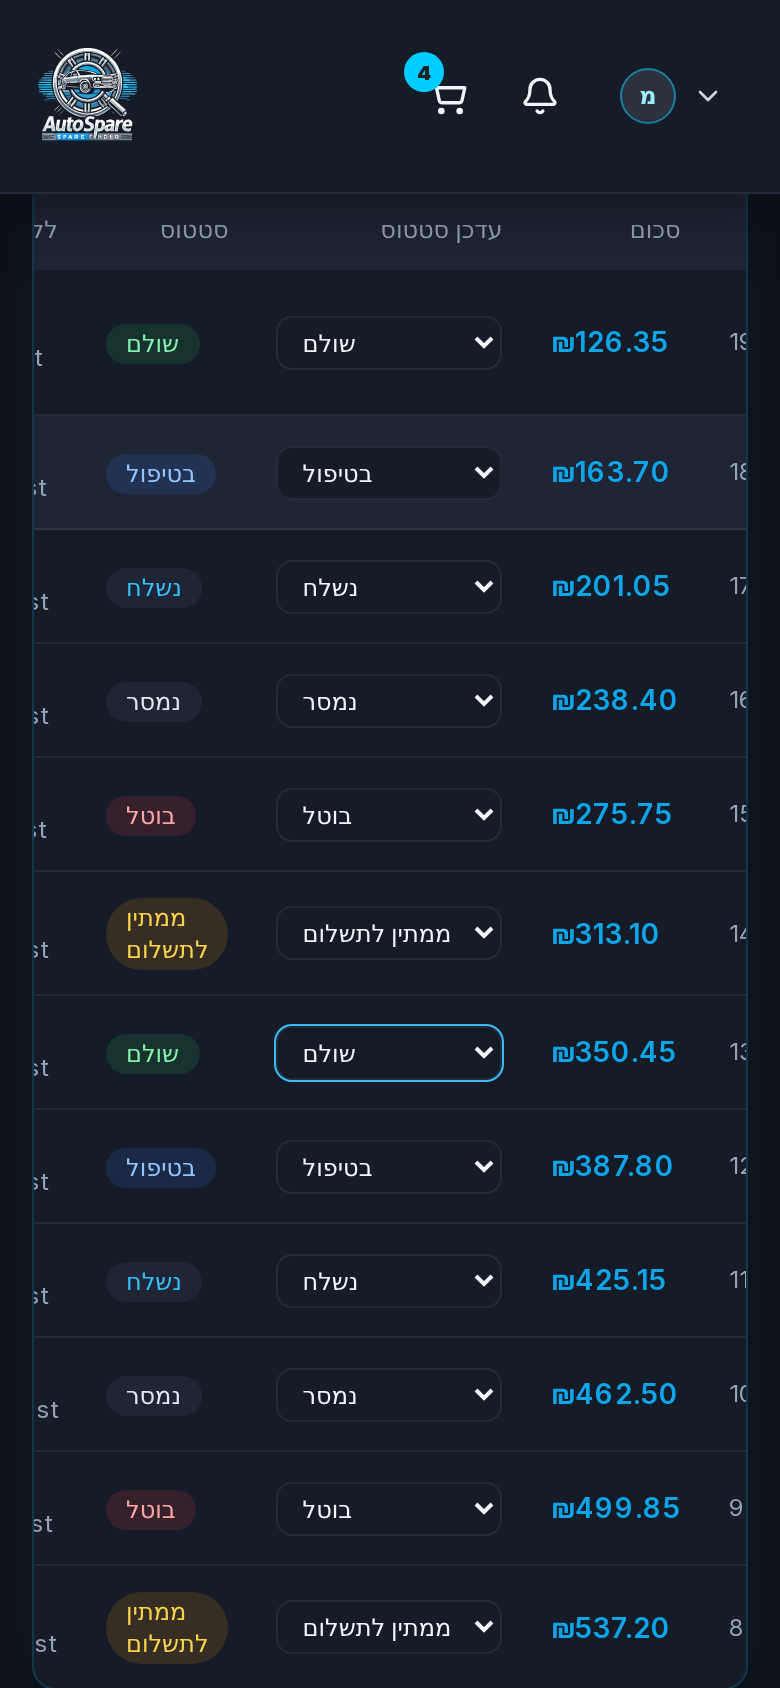 AutoSpare
SPARE FINDER
4
מ
סטטוס
עדכן סטטוס
סכום
שולם
שולם
₪126.35
בטיפול
בטיפול
₪163.70
נשלח
נשלח
₪201.05
נמסר
נמסר
₪238.40
בוטל
בוטל
₪275.75
ממתין
לתשלום
ממתין לתשלום
₪313.10
שולם
שולם
₪350.45
בטיפול
בטיפול
₪387.80
נשלח
נשלח
₪425.15
נמסר
נמסר
₪462.50
בוטל
בוטל
₪499.85
9
ממתין
לתשלום
ממתין לתשלום
₪537.20
8